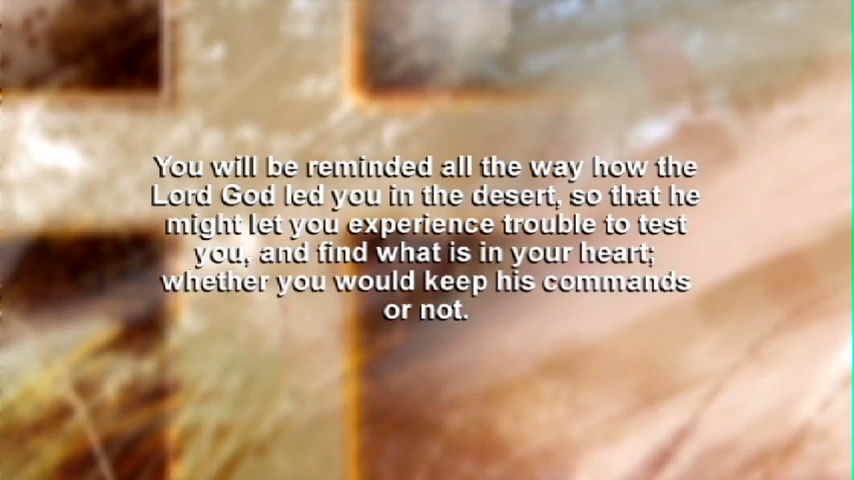 You will be reminded all the way how the
Lord God led you in the desert, so that he
might let you experience trouble to test
you, and find what is in your heart;
whether you would keep his commands
or not.